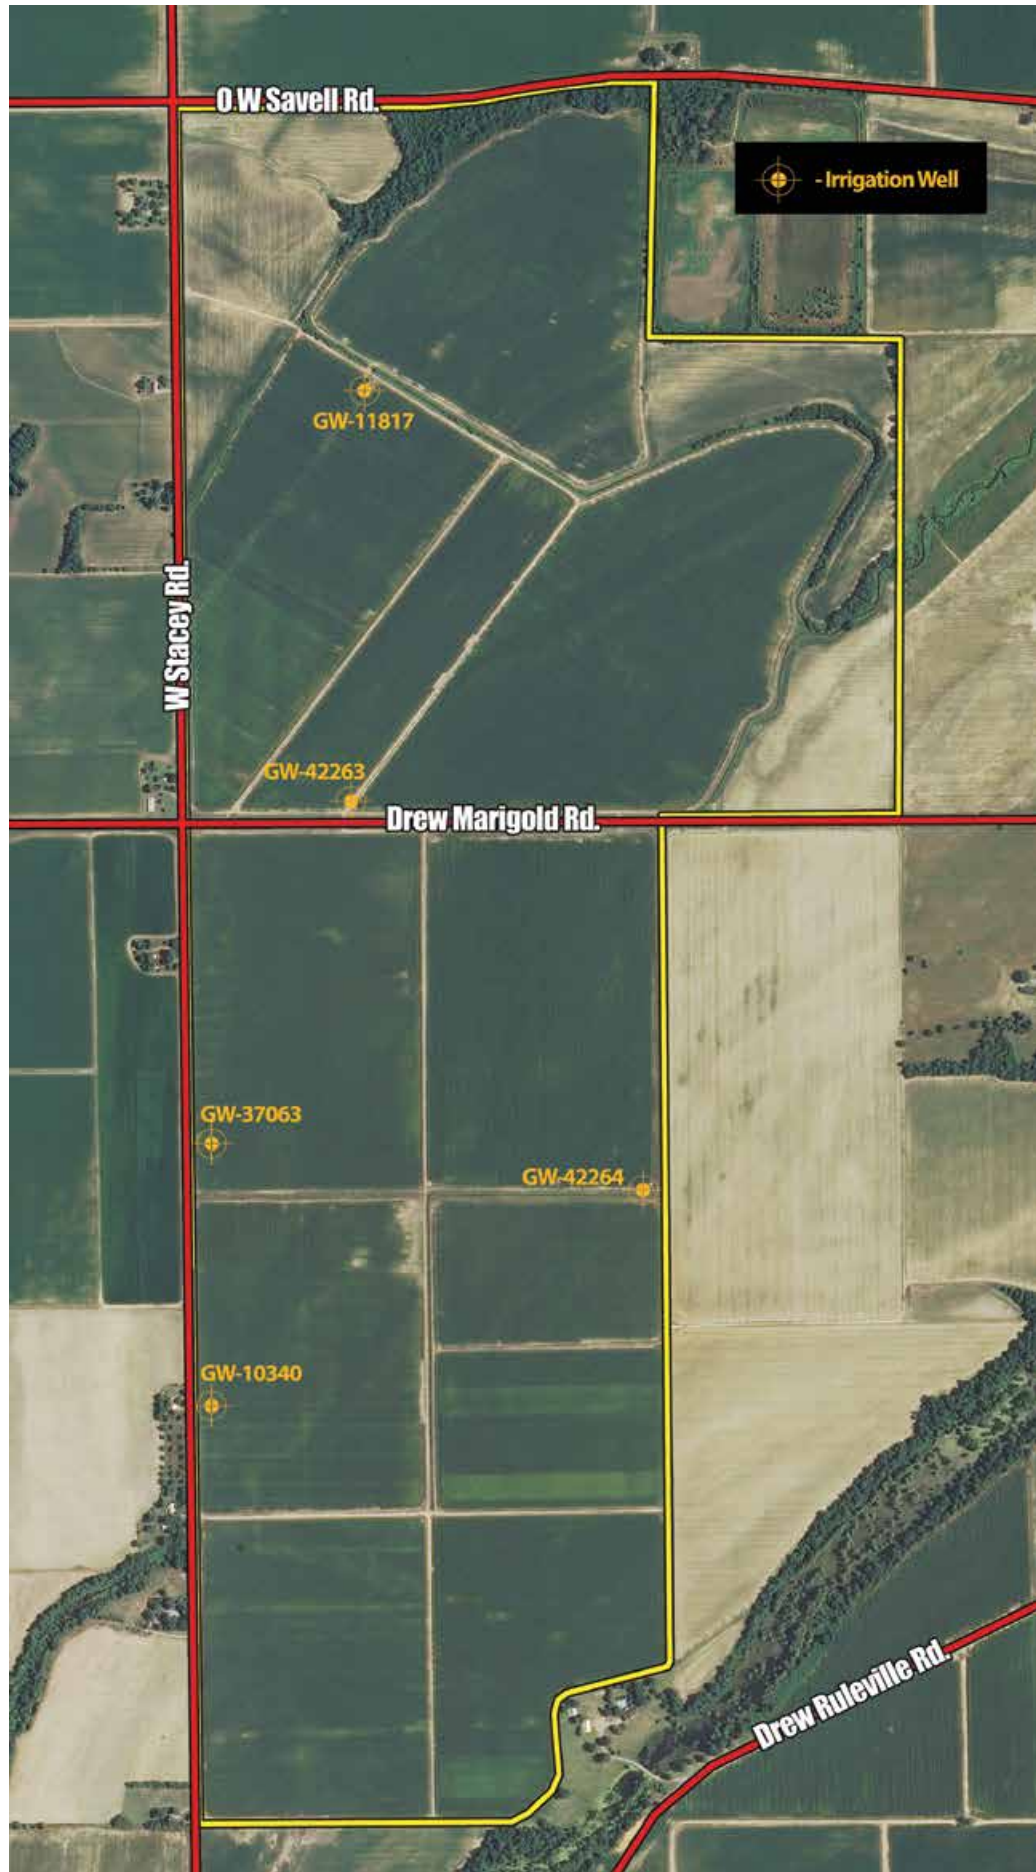 O W Savell Rd.
- Irrigation Well
GW-11817
W Stacey Rd.
GW-42263
Drew Marigold Rd.
GW-37063
GW-42264
GW-10340
Drew Ruleville Rd.